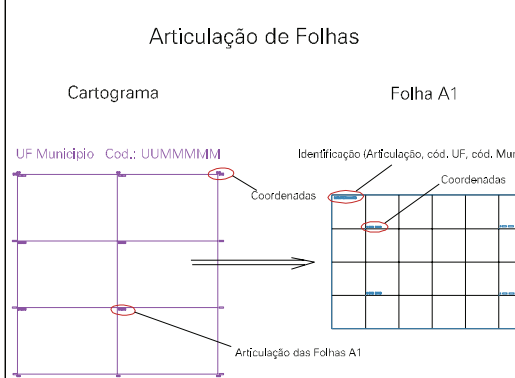 Articulação de Folhas
Cartograma
Folha A1
UF Municipio Cod.: UUMMMMM
Identificação (Articulação, cód. UF, cód. Mun
Coordenadas
Coordenadas
Articulação das Folhas A1